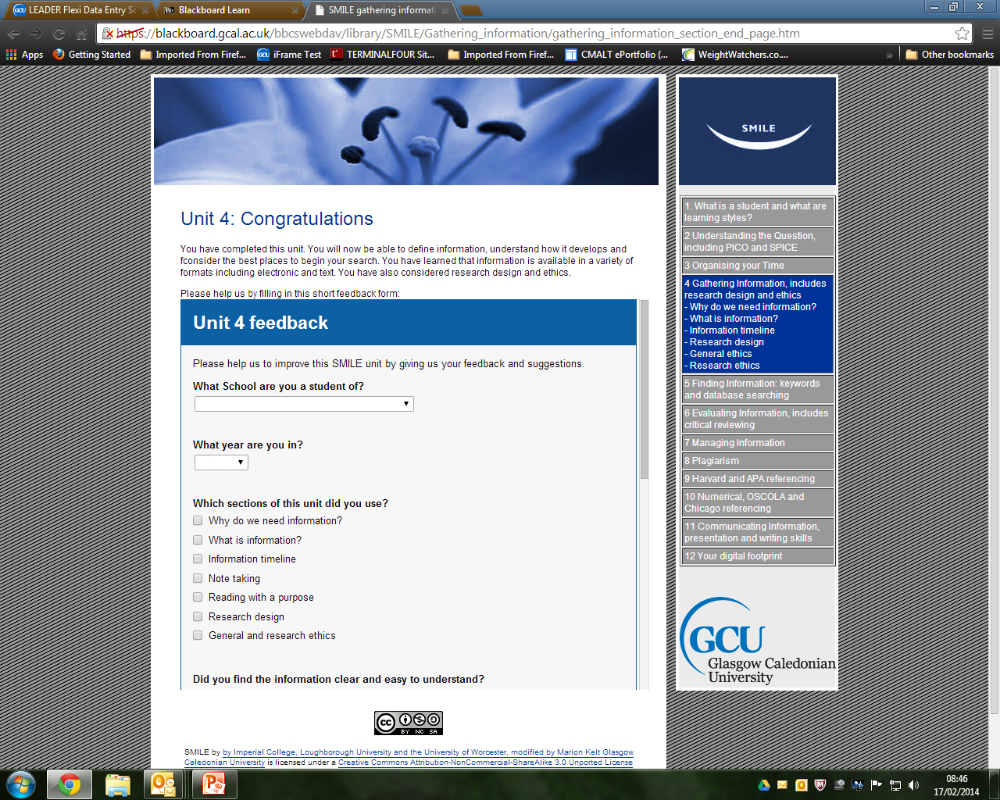 LEADER Flexi Data Entry Sc
Blackboard Learn
SMILE gathering informati
https://blackboard.gcal.ac.uk/bbcswebdav/library/SMILE/Gathering_information/gathering_information_section_end_page.htm
Apps
Getting Started
Imported From Firef...
GCU
iFrame Test
TERMINALFOUR Sit...
Imported From Firef...
CMALT ePortfolio (...
WeightWatchers.co....
»
Other bookmarks
SMILE
Unit 4: Congratulations
You have completed this unit. You will now be able to define information, understand how it develops and
fconsider the best places to begin your search. You have learned that information is available in a variety of
formats including electronic and text. You have also considered research design and ethics.
Please help us by filling in this short feedback form:
Unit 4 feedback
Please help us to improve this SMILE unit by giving us your feedback and suggestions.
What School are you a student of?
What year are you in?
Which sections of this unit did you use?
Why do we need information?
What is information?
Information timeline
Note taking
Reading with a purpose
Research design
General and research ethics
Did you find the information clear and easy to understand?
1. What is a student and what are
learning styles?
2 Understanding the Question,
including PICO and SPICE
3 Organising your Time
4 Gathering Information, includes
research design and ethics
- Why do we need information?
- What is information?
- Information timeline
- Research design
- General ethics
- Research ethics
5 Finding Information: keywords
and database searching
6 Evaluating Information, includes
critical reviewing
7 Managing Information
8 Plagiarism
9 Harvard and APA referencing
10 Numerical, OSCOLA and
Chicago referencing
11 Communicating Information,
presentation and writing skills
12 Your digital footprint
GCU
Glasgow Caledonian
University
CC
BY NC SA
SMILE by by Imperial College, Loughborough University and the University of Worcester, modified by Marion Kelt Glasgow
Caledonian University is licensed under a Creative Commons Attribution-NonCommercial-ShareAlike 3.0 Unported License
08:46
17/02/2014